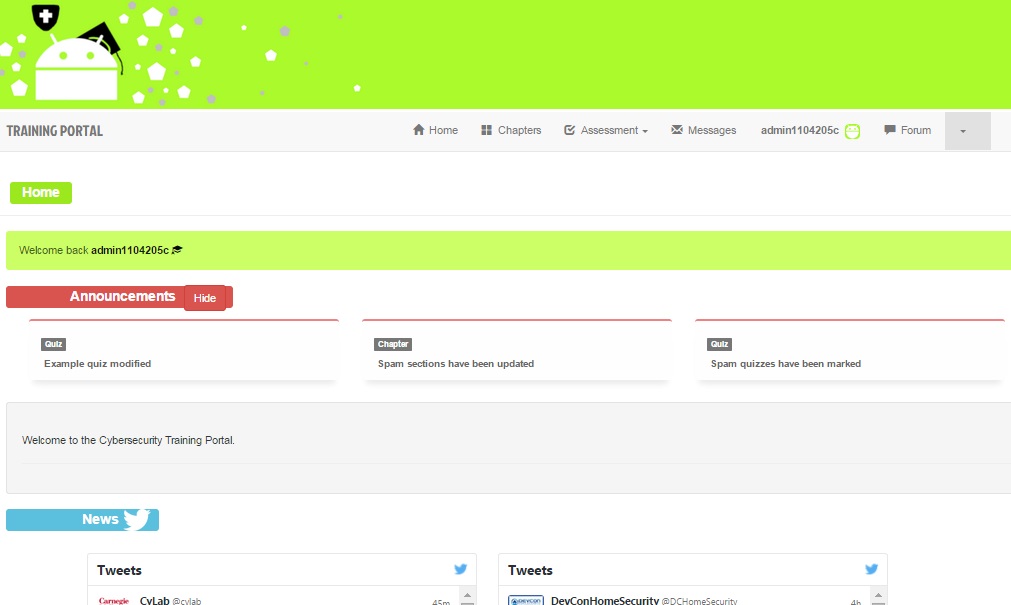 TRAINING PORTAL
Home Chapters Assessment Messages admin1104205c Forum
Home
Welcome back admin1104205c
Announcements Hide
Quiz Chapter Quiz
Example quiz modified Spam sections have been updated Spam quizzes have been marked
Welcome to the Cybersecurity Training Portal.
News
Tweets Tweets
Carnegie CyLab @cylab 45m DEVCON DevConHomeSecurity @DCHomeSecurity 4h